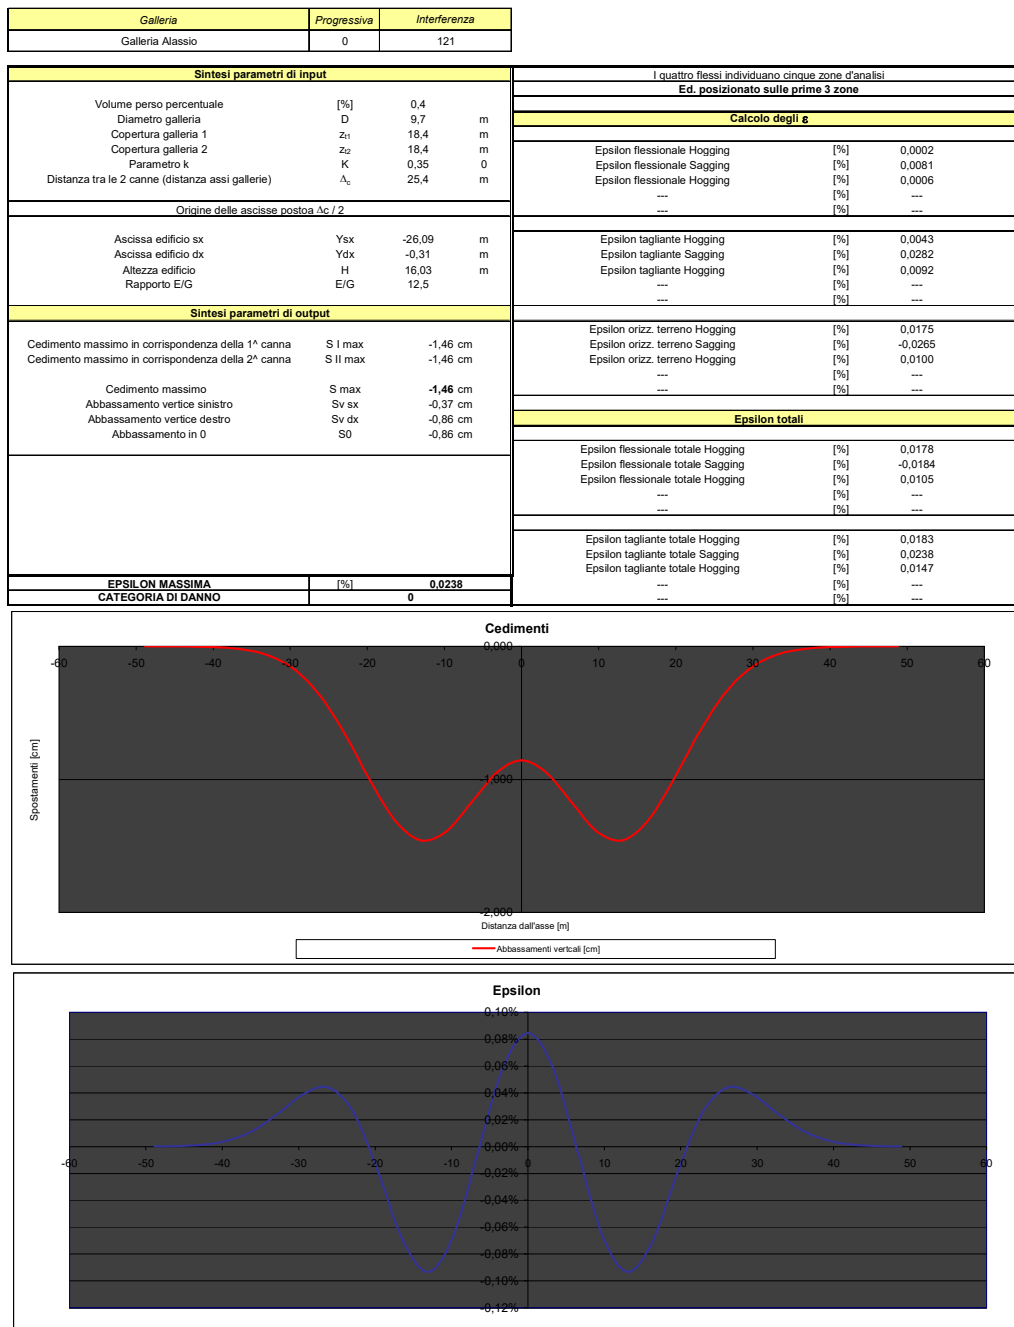 Galleria Progressiva Interferenza
Galleria Alassio 0 121
Sintesi parametri di input
Volume perso percentuale [%] 0,4
Diametro galleria D 9,7 m
Copertura galleria 1 zt1 18,4 m
Copertura galleria 2 zt2 18,4 m
Parametro k K 0,35 0
Distanza tra le 2 canne (distanza assi gallerie) Δc 25,4 m
Origine delle ascisse postoa Δc / 2
Ascissa edificio sx Ysx -26,09 m
Ascissa edificio dx Ydx -0,31 m
Altezza edificio H 16,03 m
Rapporto E/G E/G 12,5
Sintesi parametri di output
Cedimento massimo in corrispondenza della 1^ canna S I max -1,46 cm
Cedimento massimo in corrispondenza della 2^ canna S II max -1,46 cm
Cedimento massimo S max -1,46 cm
Abbassamento vertice sinistro Sv sx -0,37 cm
Abbassamento vertice destro Sv dx -0,86 cm
Abbassamento in 0 S0 -0,86 cm
EPSILON MASSIMA [%] 0,0238
CATEGORIA DI DANNO 0
I quattro flessi individuano cinque zone d'analisi
Ed. posizionato sulle prime 3 zone
Calcolo degli ε
Epsilon flessionale Hogging [%] 0,0002
Epsilon flessionale Sagging [%] 0,0081
Epsilon flessionale Hogging [%] 0,0006
--- [%] ---
--- [%] ---
Epsilon tagliante Hogging [%] 0,0043
Epsilon tagliante Sagging [%] 0,0282
Epsilon tagliante Hogging [%] 0,0092
--- [%] ---
--- [%] ---
Epsilon orizz. terreno Hogging [%] 0,0175
Epsilon orizz. terreno Sagging [%] -0,0265
Epsilon orizz. terreno Hogging [%] 0,0100
--- [%] ---
--- [%] ---
Epsilon totali
Epsilon flessionale totale Hogging [%] 0,0178
Epsilon flessionale totale Sagging [%] -0,0184
Epsilon flessionale totale Hogging [%] 0,0105
--- [%] ---
--- [%] ---
Epsilon tagliante totale Hogging [%] 0,0183
Epsilon tagliante totale Sagging [%] 0,0238
Epsilon tagliante totale Hogging [%] 0,0147
--- [%] ---
--- [%] ---
Cedimenti
0,000
-60 -50 -40 -30 -20 -10 0 10 20 30 40 50 60
-1,000
-2,000
Spostamenti [cm]
Distanza dall'asse [m]
Abbassamenti vertcali [cm]
Epsilon
0,10%
0,08%
0,06%
0,04%
0,02%
-0,00%
-60 -50 -40 -30 -20 -10 0 10 20 30 40 50 60
-0,02%
-0,04%
-0,06%
-0,08%
-0,10%
-0,12%